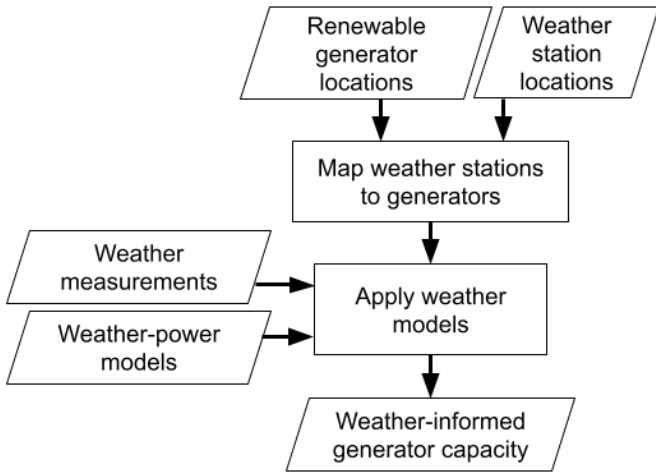 Renewable
generator
locations
Weather
station
locations
Map weather stations
to generators
Weather
measurements
Weather-power
models
Apply weather
models
Weather-informed
generator capacity